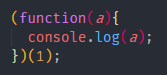 (function(a){
  console.log(a);
})(1);